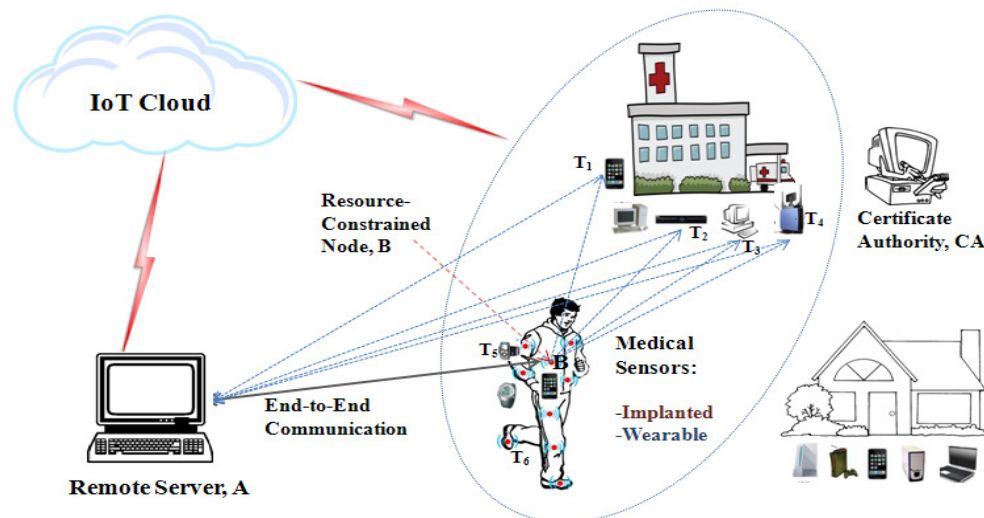 IoT Cloud
T1
Resource-
Constrained
Node, B
T2
T3
T4
Certificate
Authority, CA
T5
B
Medical
Sensors:
-Implanted
-Wearable
End-to-End
Communication
T6
Remote Server, A